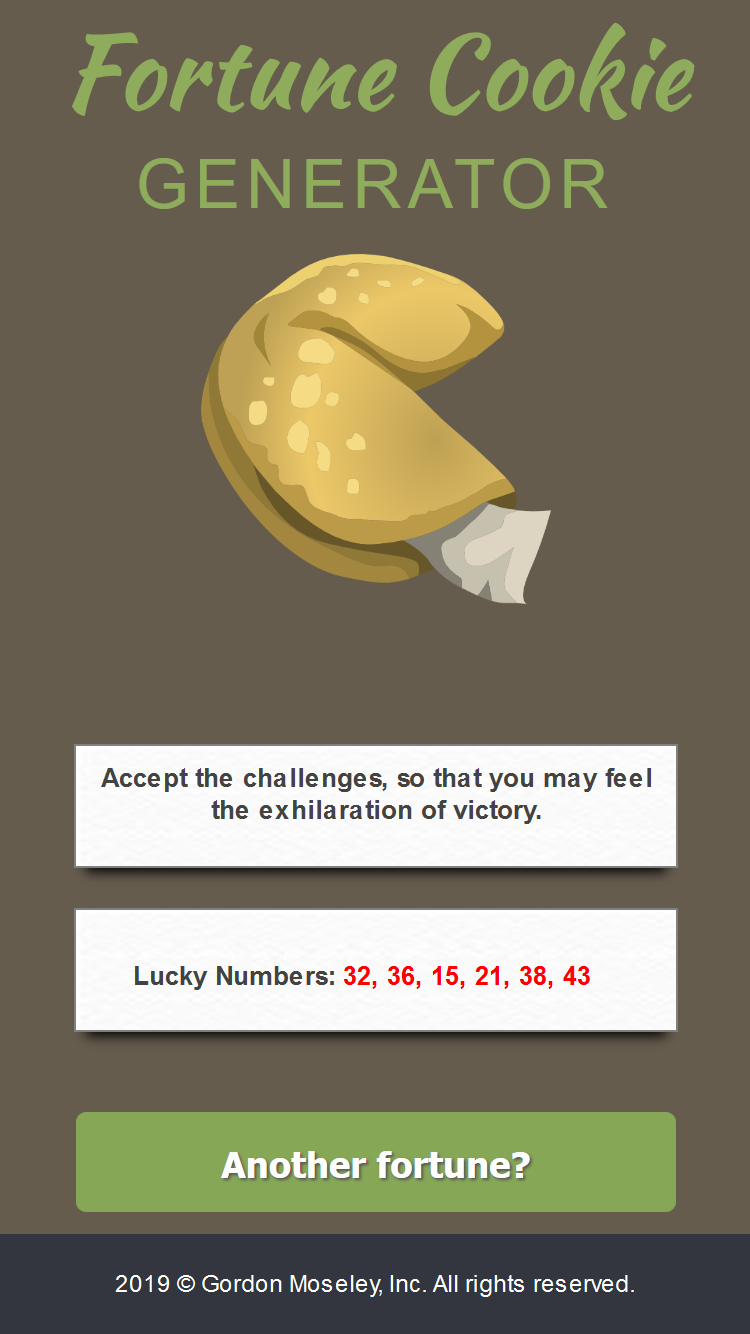 Fortune Cookie
GENERATOR
Accept the challenges, so that you may feel
the exhilaration of victory.
Lucky Numbers: 32, 36, 15, 21, 38, 43
Another fortune?
2019 © Gordon Moseley, Inc. All rights reserved.